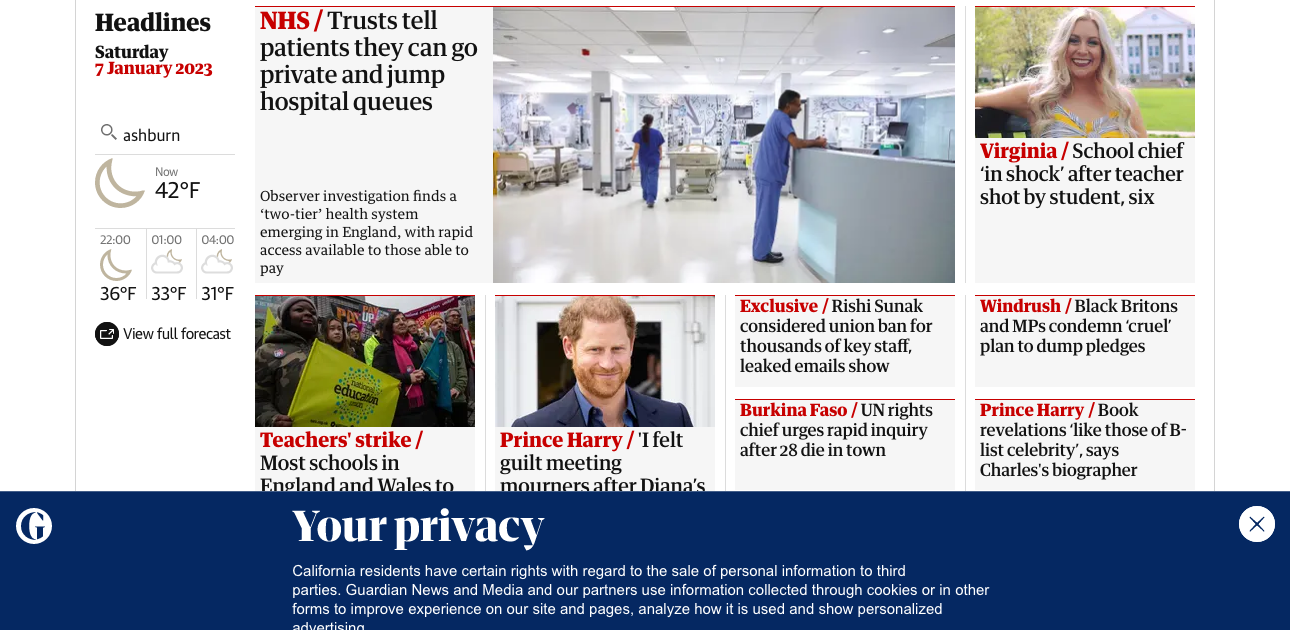 Headlines
Saturday
7 January 2023
ashburn
Now
42°F
22:00
36°F
01:00
33°F
04:00
31°F
View full forecast
NHS / Trusts tell
patients they can go
private and jump
hospital queues
Observer investigation finds a
‘two-tier’ health system
emerging in England, with rapid
access available to those able to
pay
Virginia / School chief
‘in shock’ after teacher
shot by student, six
national
education
union
Teachers' strike /
Most schools in
England and Wales to
Prince Harry / 'I felt
guilt meeting
mourners after Diana’s
Exclusive / Rishi Sunak
considered union ban for
thousands of key staff,
leaked emails show
Windrush / Black Britons
and MPs condemn ‘cruel’
plan to dump pledges
Burkina Faso / UN rights
chief urges rapid inquiry
after 28 die in town
Prince Harry / Book
revelations ‘like those of B-
list celebrity’, says
Charles's biographer
G
Your privacy
California residents have certain rights with regard to the sale of personal information to third
parties. Guardian News and Media and our partners use information collected through cookies or in other
forms to improve experience on our site and pages, analyze how it is used and show personalized
advertising.